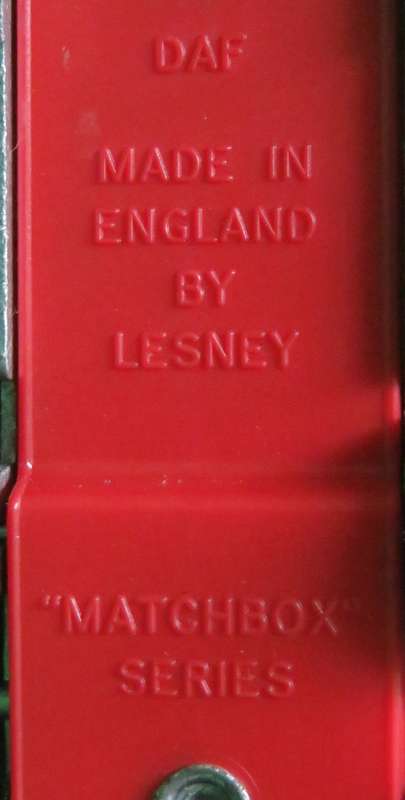 DAF
MADE IN
ENGLAND
BY
LESNEY
"MATCHBOX"
SERIES